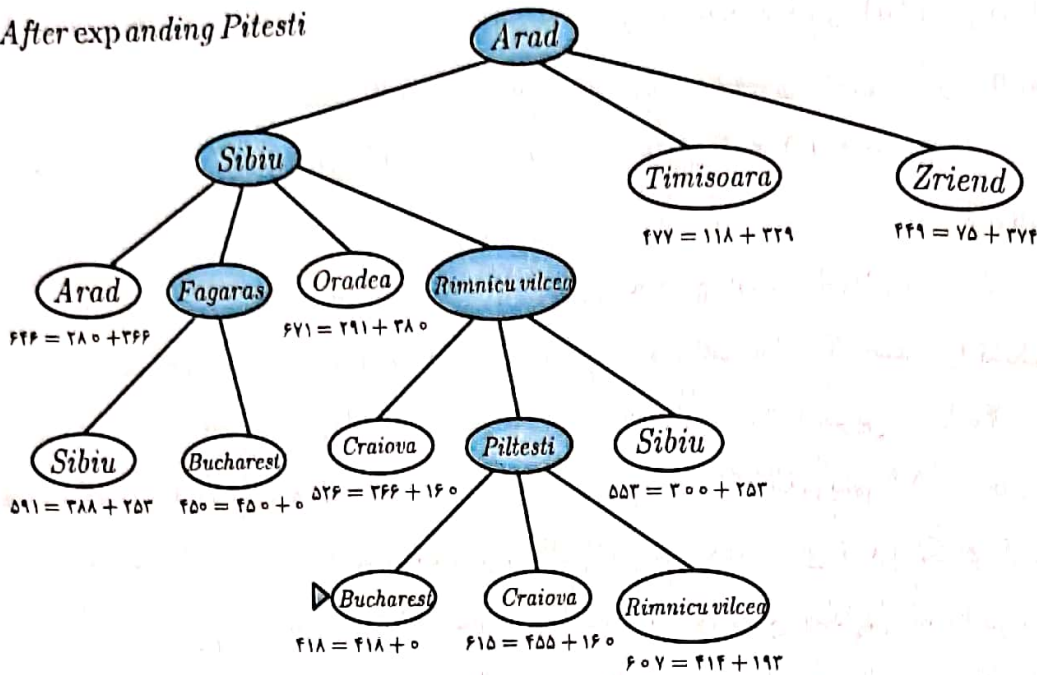 After expanding Pitesti
Arad
Sibiu
Timisoara
۴۷۷ = ۱۱۸ + ۳۲۹
Zriend
۴۴۹ = ۷۵ + ۳۷۴
Arad
۶۴۶ = ۲۸۰ + ۳۶۶
Fagaras
Oradea
۶۷۱ = ۲۹۱ + ۳۸۰
Rimnicu vilcea
Sibiu
۵۹۱ = ۳۸۸ + ۲۵۳
Bucharest
۴۵۰ = ۴۵۰ + ۰
Craiova
۵۲۶ = ۳۶۶ + ۱۶۰
Piltesti
Sibiu
۵۵۳ = ۳۰۰ + ۲۵۳
Bucharest
۴۱۸ = ۴۱۸ + ۰
Craiova
۶۱۵ = ۴۵۵ + ۱۶۰
Rimnicu vilcea
۶۰۷ = ۴۱۴ + ۱۹۳